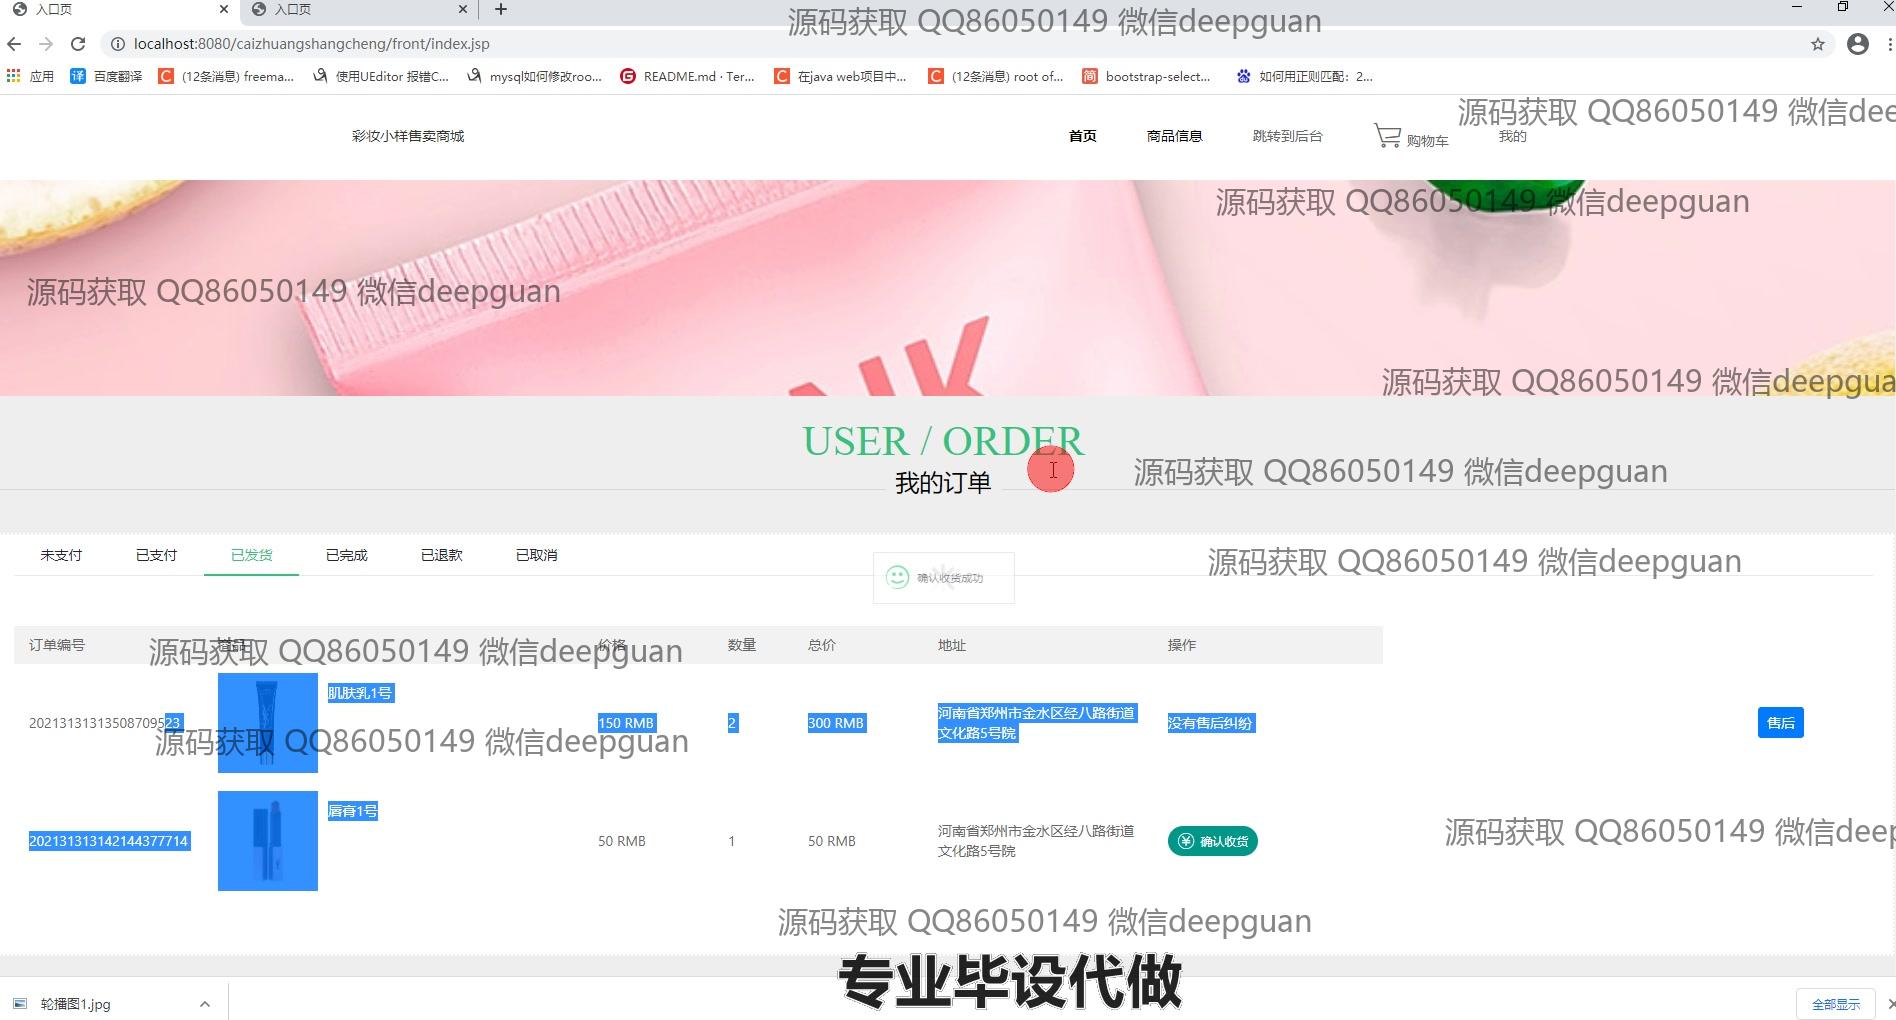 入口页
入口页
源码获取 QQ86050149 微信deepguan
localhost:8080/caizhuangshangcheng/front/index.jsp
应用
百度翻译
(12条消息) freema...
使用UEditor 报错C...
mysql如何修改roo...
README.md · Ter...
在java web项目中...
(12条消息) root of...
bootstrap-select...
如何用正则匹配：2...
源码获取 QQ86050149 微信dee
彩妆小样售卖商城
首页
商品信息
跳转到后台
购物车
我的
源码获取 QQ86050149 微信deepguan
源码获取 QQ86050149 微信deepguan
NK
源码获取 QQ86050149 微信deepgua
USER / ORDER
我的订单
源码获取 QQ86050149 微信deepguan
未支付
已支付
已发货
已完成
已退款
已取消
确认收货成功
源码获取 QQ86050149 微信deepguan
订单编号
商品
价格
数量
总价
地址
操作
源码获取 QQ86050149 微信deepguan
20213131313508709523
肌肤乳1号
150 RMB
2
300 RMB
河南省郑州市金水区经八路街道
文化路5号院
没有售后纠纷
售后
源码获取 QQ86050149 微信deepguan
202131313142144377714
唇膏1号
50 RMB
1
50 RMB
河南省郑州市金水区经八路街道
文化路5号院
确认收货
源码获取 QQ86050149 微信deep
源码获取 QQ86050149 微信deepguan
专业毕设代做
轮播图1.jpg
全部显示